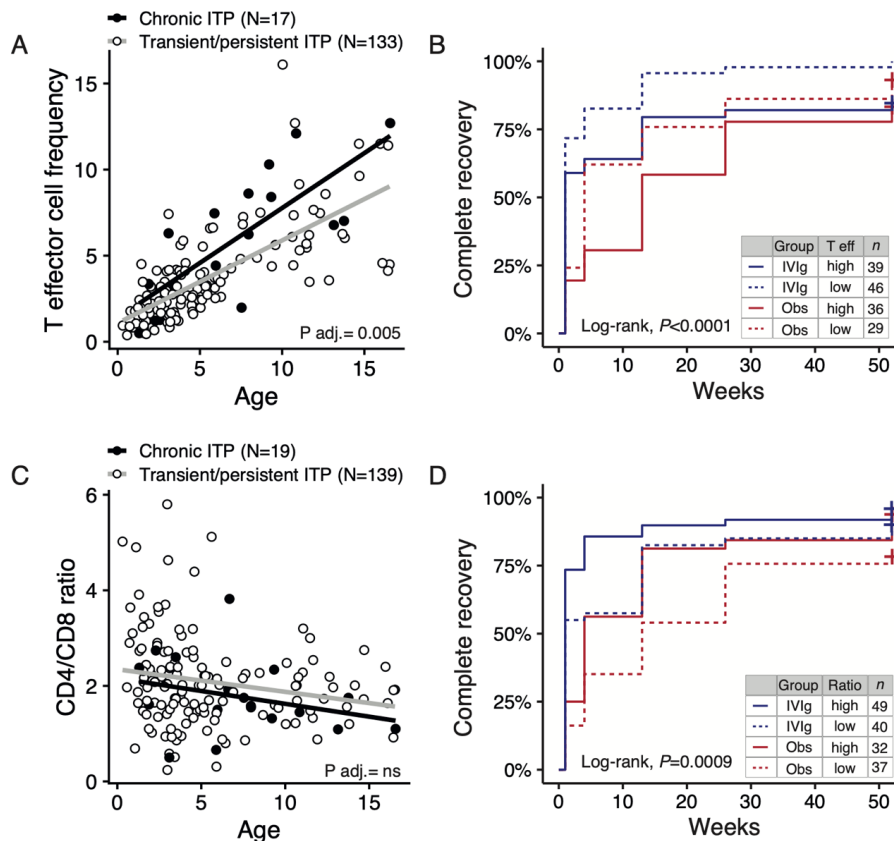 A
Chronic ITP (N=17)
Transient/persistent ITP (N=133)
T effector cell frequency
15
10
5
0
P adj.= 0.005
0
5
10
15
Age
B
Complete recovery
100%
75%
50%
25%
0%
Log-rank, P<0.0001
Group T eff n
IVIg high 39
IVIg low 46
Obs high 36
Obs low 29
0 10 20 30 40 50
Weeks
C
Chronic ITP (N=19)
Transient/persistent ITP (N=139)
CD4/CD8 ratio
6
4
2
0
P adj.= ns
0
5
10
15
Age
D
Complete recovery
100%
75%
50%
25%
0%
Log-rank, P=0.0009
Group Ratio n
IVIg high 49
IVIg low 40
Obs high 32
Obs low 37
0 10 20 30 40 50
Weeks